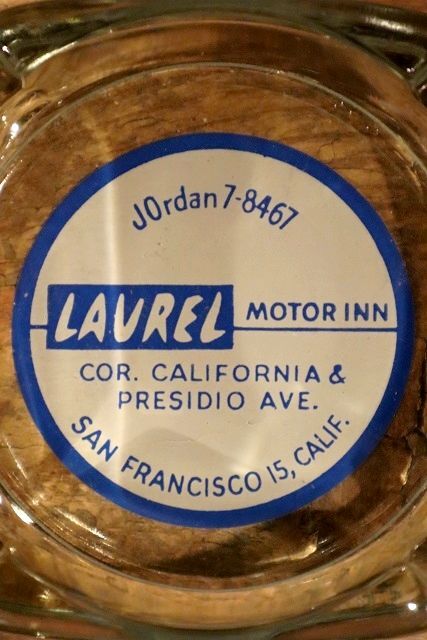 JOrdan 7-8467
LAUREL MOTOR INN
COR. CALIFORNIA &
PRESIDIO AVE.
SAN FRANCISCO 15, CALIF.